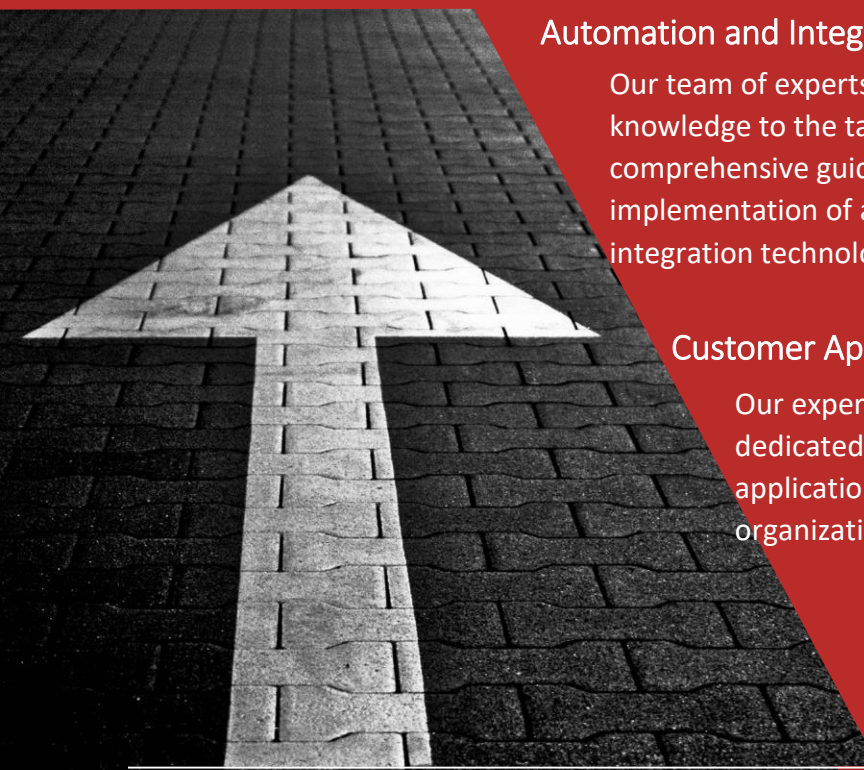 Automation and Integ
Our team of experts
knowledge to the ta
comprehensive guid
implementation of a
integration technolo
Customer Ap
Our exper
dedicated
applicatio
organizati